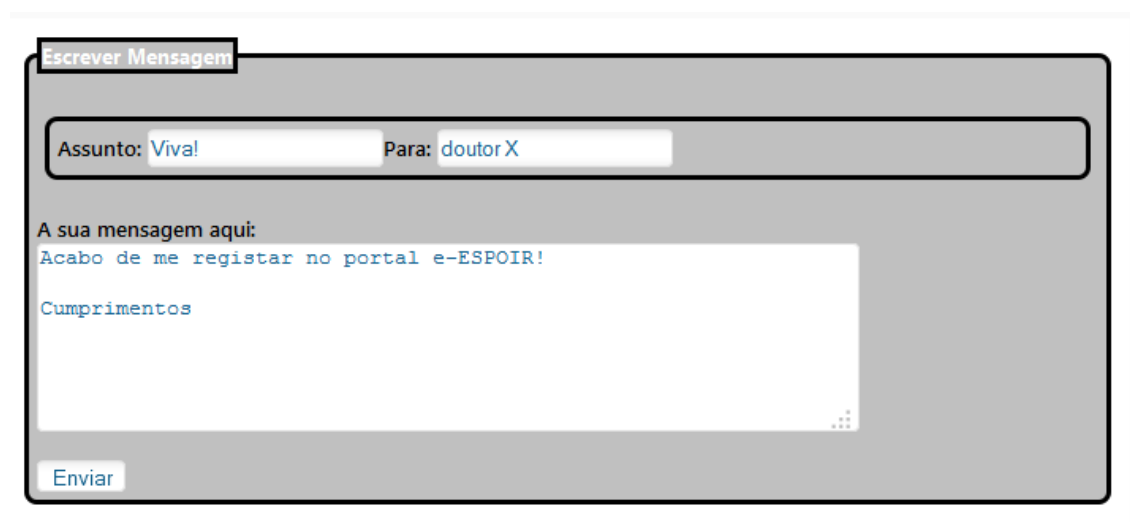 Escrever Mensagem
Assunto: Viva! Para: doutor X
A sua mensagem aqui:
Acabo de me registar no portal e-ESPOIR!
Cumprimentos
Enviar